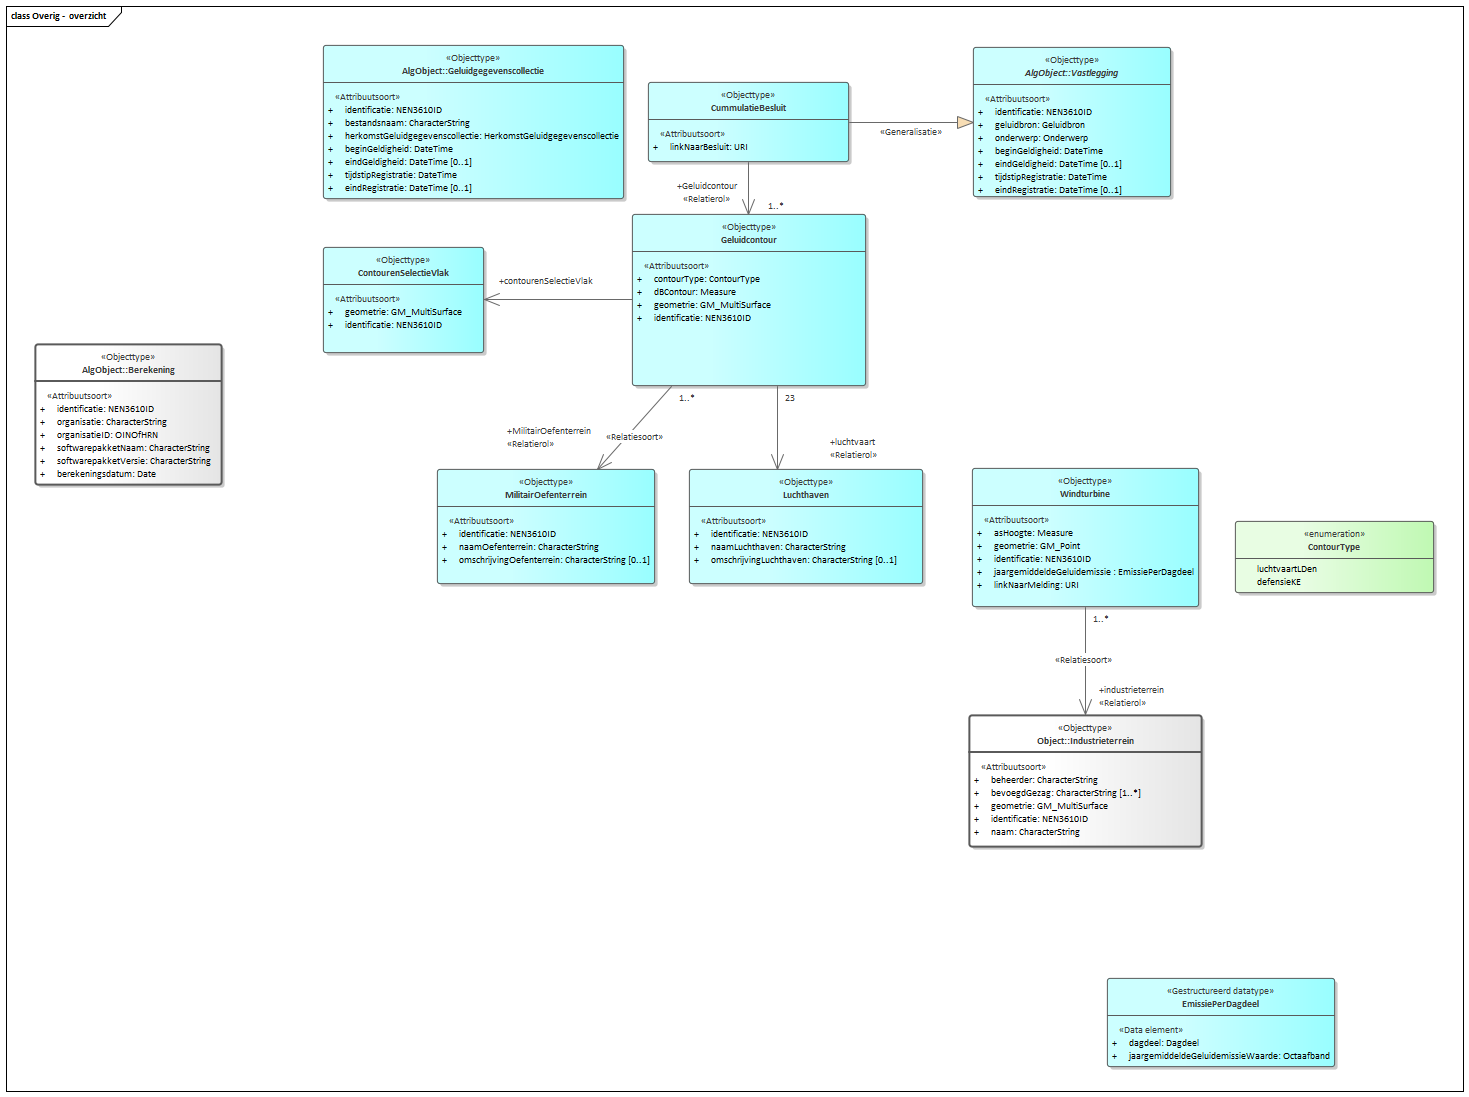 class Overig - overzicht
«Objecttype»
AlgObject::Geluidgegevenscollectie
«Attribuutsoort»
+ identificatie: NEN3610ID
+ bestandsnaam: CharacterString
+ herkomstGeluidgegevenscollectie: HerkomstGeluidgegevenscollectie
+ beginGeldigheid: DateTime
+ eindGeldigheid: DateTime [0..1]
+ tijdstipRegistratie: DateTime
+ eindRegistratie: DateTime [0..1]
«Objecttype»
CummulatieBesluit
«Attribuutsoort»
+ linkNaarBesluit: URI
«Generalisatie»
«Objecttype»
AlgObject::Vastlegging
«Attribuutsoort»
+ identificatie: NEN3610ID
+ geluidbron: Geluidbron
+ onderwerp: Onderwerp
+ beginGeldigheid: DateTime
+ eindGeldigheid: DateTime [0..1]
+ tijdstipRegistratie: DateTime
+ eindRegistratie: DateTime [0..1]
+Geluidcontour
«Relatierol»
1..*
«Objecttype»
Geluidcontour
«Attribuutsoort»
+ contourType: ContourType
+ dBContour: Measure
+ geometrie: GM_MultiSurface
+ identificatie: NEN3610ID
+contourenSelectieVlak
«Objecttype»
ContourenSelectieVlak
«Attribuutsoort»
+ geometrie: GM_MultiSurface
+ identificatie: NEN3610ID
«Objecttype»
AlgObject::Berekening
«Attribuutsoort»
+ identificatie: NEN3610ID
+ organisatie: CharacterString
+ organisatieID: OINOfHRN
+ softwarepakketNaam: CharacterString
+ softwarepakketVersie: CharacterString
+ berekeningsdatum: Date
1..*
+MilitairOefenterrein
«Relatierol»
«Relatiesoort»
23
+luchtvaart
«Relatierol»
«Objecttype»
MilitairOefenterrein
«Attribuutsoort»
+ identificatie: NEN3610ID
+ naamOefenterrein: CharacterString
+ omschrijvingOefenterrein: CharacterString [0..1]
«Objecttype»
Luchthaven
«Attribuutsoort»
+ identificatie: NEN3610ID
+ naamLuchthaven: CharacterString
+ omschrijvingLuchthaven: CharacterString [0..1]
«Objecttype»
Windturbine
«Attribuutsoort»
+ asHoogte: Measure
+ geometrie: GM_Point
+ identificatie: NEN3610ID
+ jaargemiddeldeGeluidemissie : EmissiePerDagdeel
+ linkNaarMelding: URI
«enumeration»
ContourType
luchtvaartLDen
defensieKE
1..*
«Relatiesoort»
+industrieterrein
«Relatierol»
«Objecttype»
Object::Industrieterrein
«Attribuutsoort»
+ beheerder: CharacterString
+ bevoegdGezag: CharacterString [1..*]
+ geometrie: GM_MultiSurface
+ identificatie: NEN3610ID
+ naam: CharacterString
«Gestructureerd datatype»
EmissiePerDagdeel
«Data element»
+ dagdeel: Dagdeel
+ jaargemiddeldeGeluidemissieWaarde: Octaafband